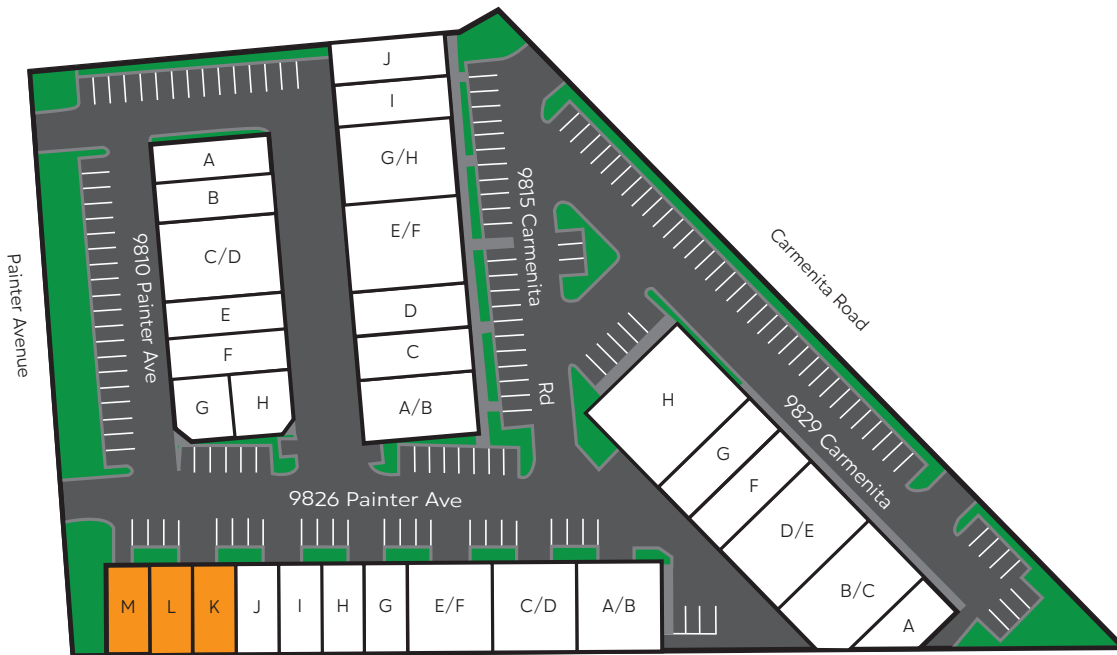 J
I
G/H
E/F
D
C
A/B
A
B
C/D
E
F
G
H
Painter Avenue
9810 Painter Ave
9815 Carmenita
Rd
Carmenita Road
9829 Carmenita
H
G
F
D/E
B/C
A
9826 Painter Ave
M
L
K
J
I
H
G
E/F
C/D
A/B